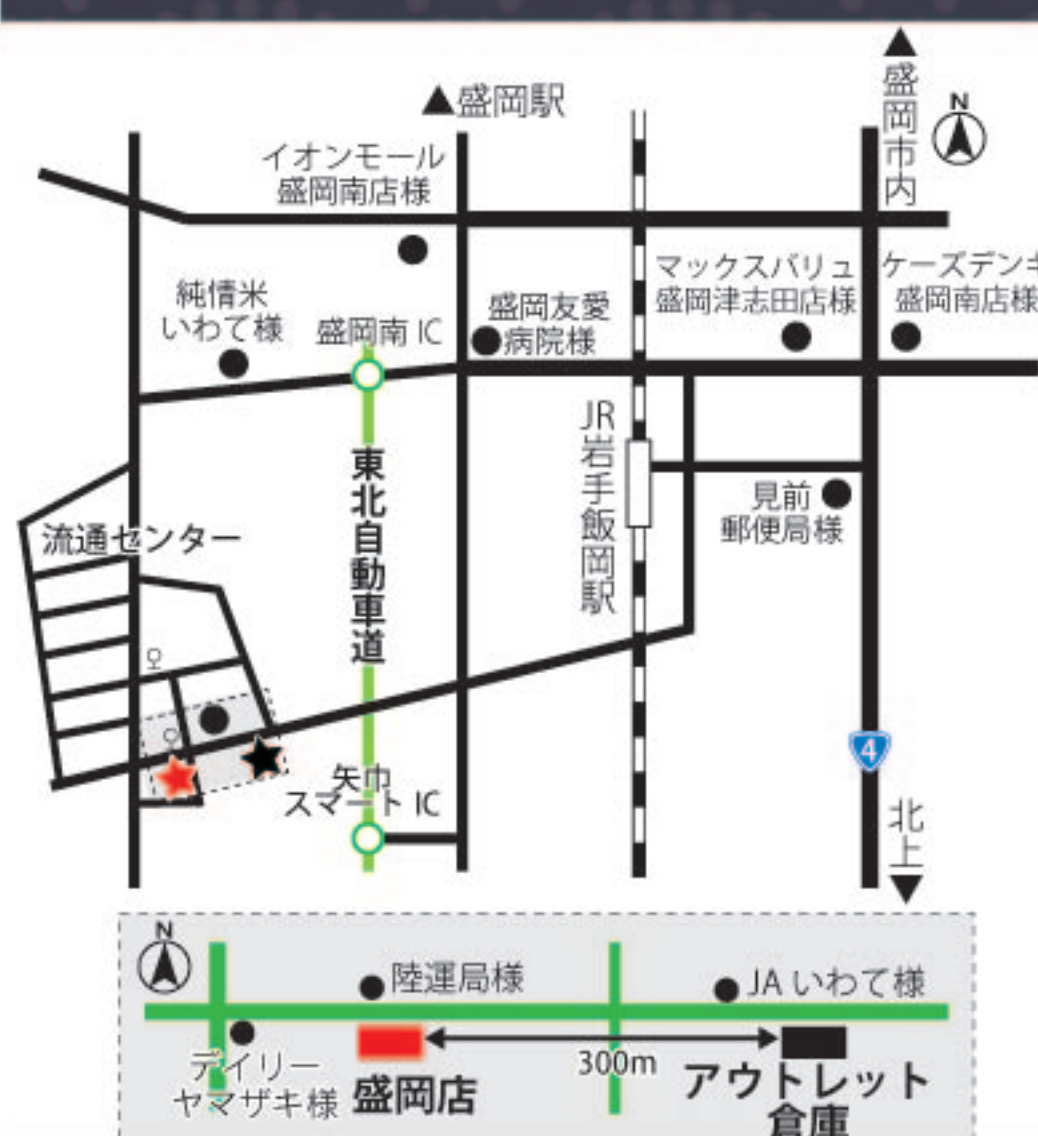 ▲盛岡駅
▲盛岡市内
N
イオンモール
盛岡南店様
純情米
いわて様
盛岡南 IC
盛岡友愛
病院様
マックスバリュ
盛岡津志田店様
ケーズデンキ
盛岡南店様
東北自動車道
JR岩手飯岡駅
見前
郵便局様
流通センター
4
矢巾
スマート IC
北上▼
N
陸運局様
JA いわて様
デイリー
ヤマザキ様
盛岡店
300m
アウトレット
倉庫